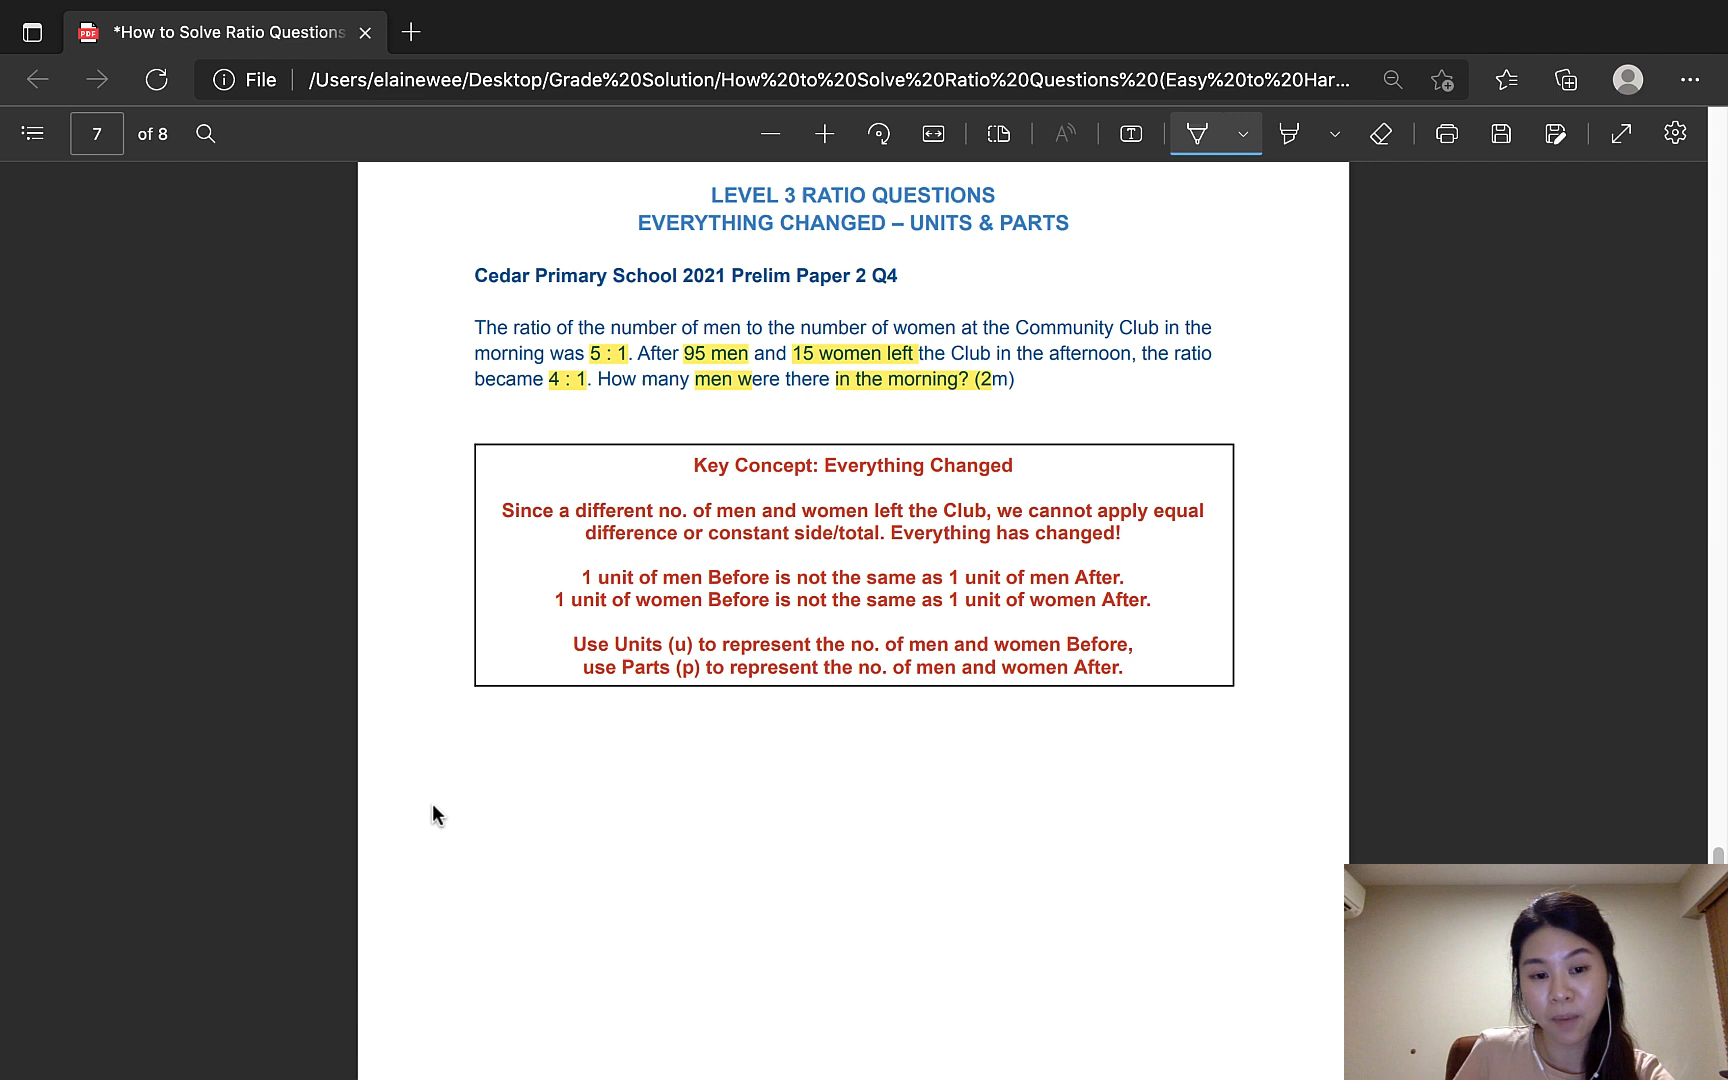 *How to Solve Ratio Questions
File
/Users/elainewee/Desktop/Grade%20Solution/How%20to%20Solve%20Ratio%20Questions%20(Easy%20to%20Har...
7 of 8
LEVEL 3 RATIO QUESTIONS
EVERYTHING CHANGED – UNITS & PARTS
Cedar Primary School 2021 Prelim Paper 2 Q4
The ratio of the number of men to the number of women at the Community Club in the
morning was 5 : 1. After 95 men and 15 women left the Club in the afternoon, the ratio
became 4 : 1. How many men were there in the morning? (2m)
Key Concept: Everything Changed
Since a different no. of men and women left the Club, we cannot apply equal
difference or constant side/total. Everything has changed!
1 unit of men Before is not the same as 1 unit of men After.
1 unit of women Before is not the same as 1 unit of women After.
Use Units (u) to represent the no. of men and women Before,
use Parts (p) to represent the no. of men and women After.